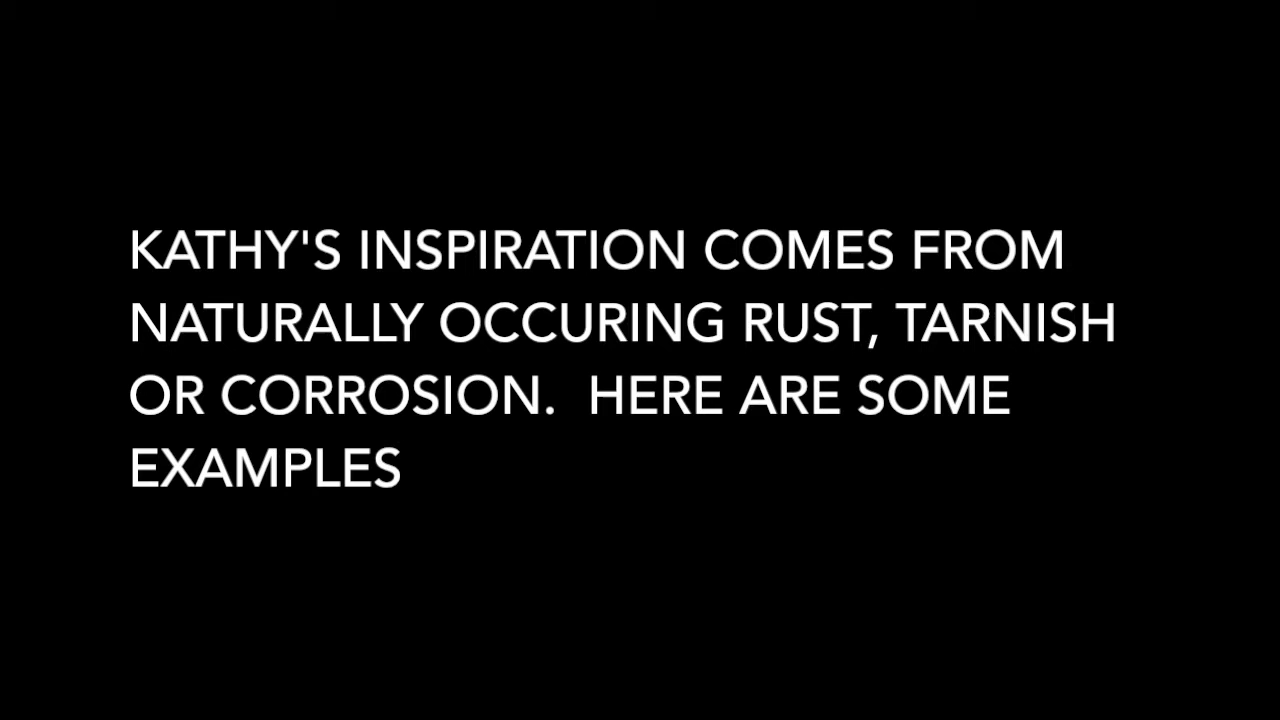 KATHY'S INSPIRATION COMES FROM
NATURALLY OCCURING RUST, TARNISH
OR CORROSION.  HERE ARE SOME
EXAMPLES